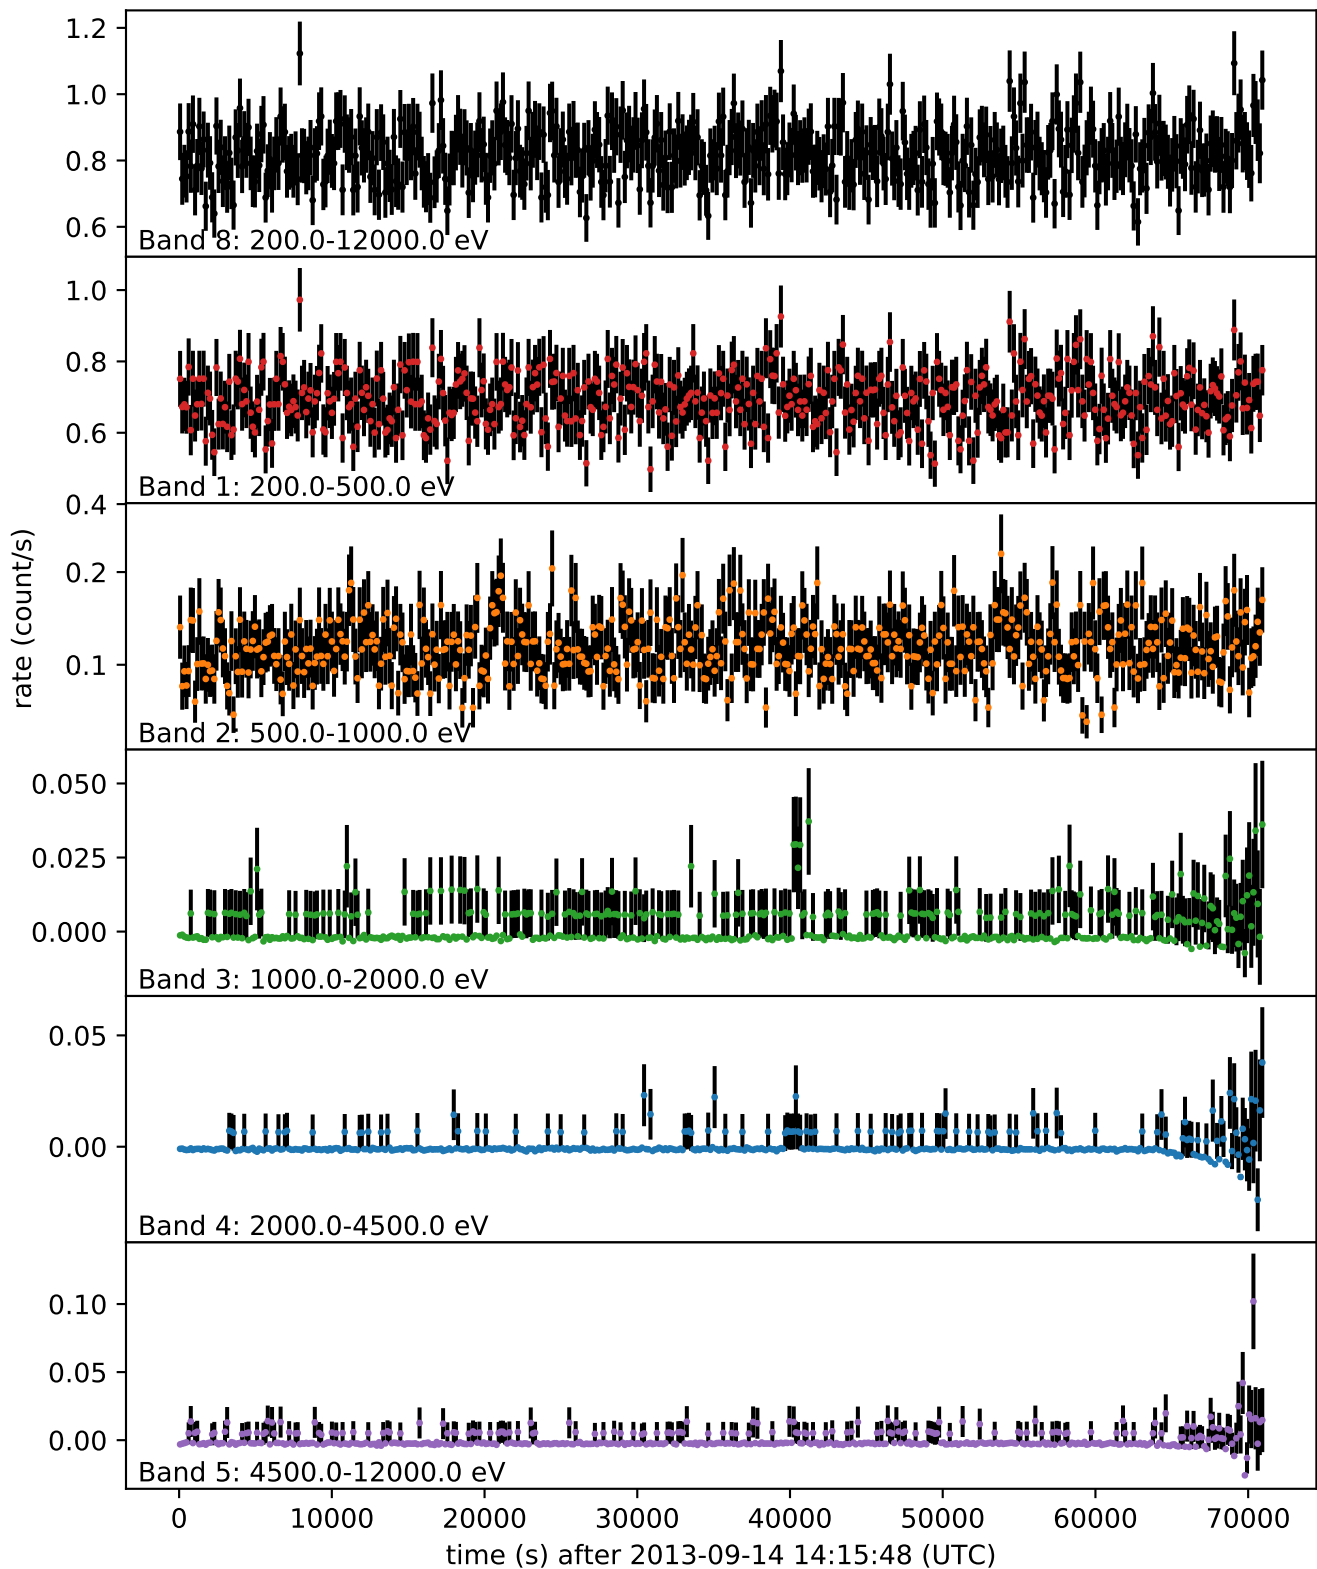 1.2
1.0
0.8
0.6
Band 8: 200.0-12000.0 eV
1.0
0.8
0.6
0.4
Band 1: 200.0-500.0 eV
rate (count/s)
0.2
0.1
Band 2: 500.0-1000.0 eV
0.050
0.025
0.000
Band 3: 1000.0-2000.0 eV
0.05
0.00
Band 4: 2000.0-4500.0 eV
0.10
0.05
0.00
Band 5: 4500.0-12000.0 eV
0 10000 20000 30000 40000 50000 60000 70000
time (s) after 2013-09-14 14:15:48 (UTC)